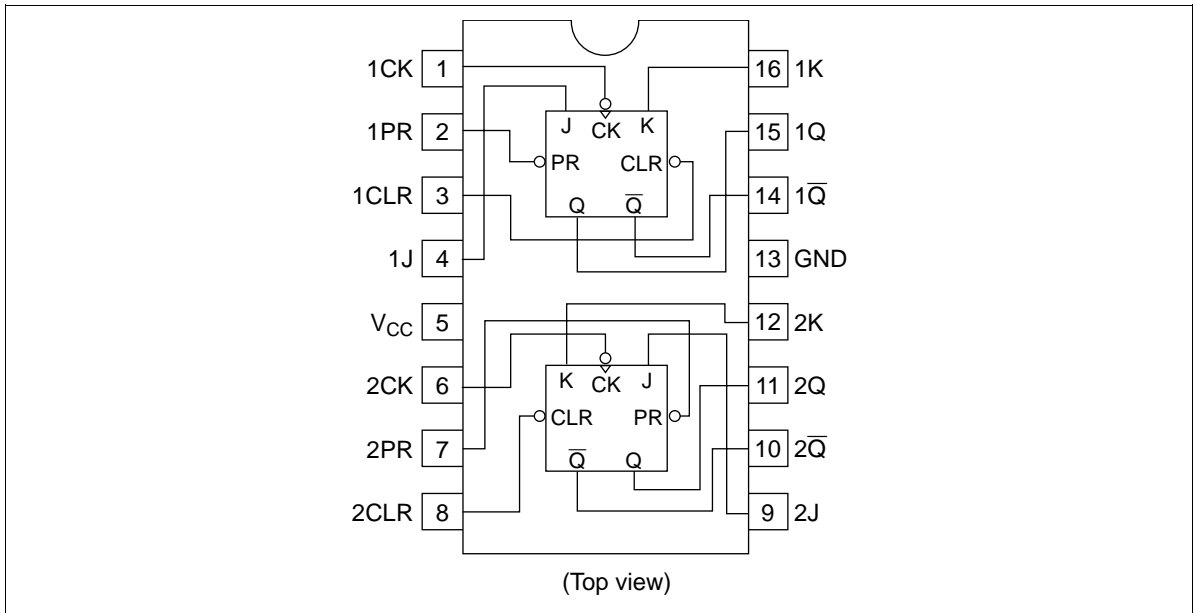 1CK 1 16 1K
J CK K
1PR 2 15 1Q
PR CLR
1CLR 3 14 1Q̅
Q Q̅
1J 4 13 GND
VCC 5 12 2K
K CK J
2CK 6 11 2Q
CLR PR
2PR 7 10 2Q̅
Q̅ Q
2CLR 8 9 2J
(Top view)